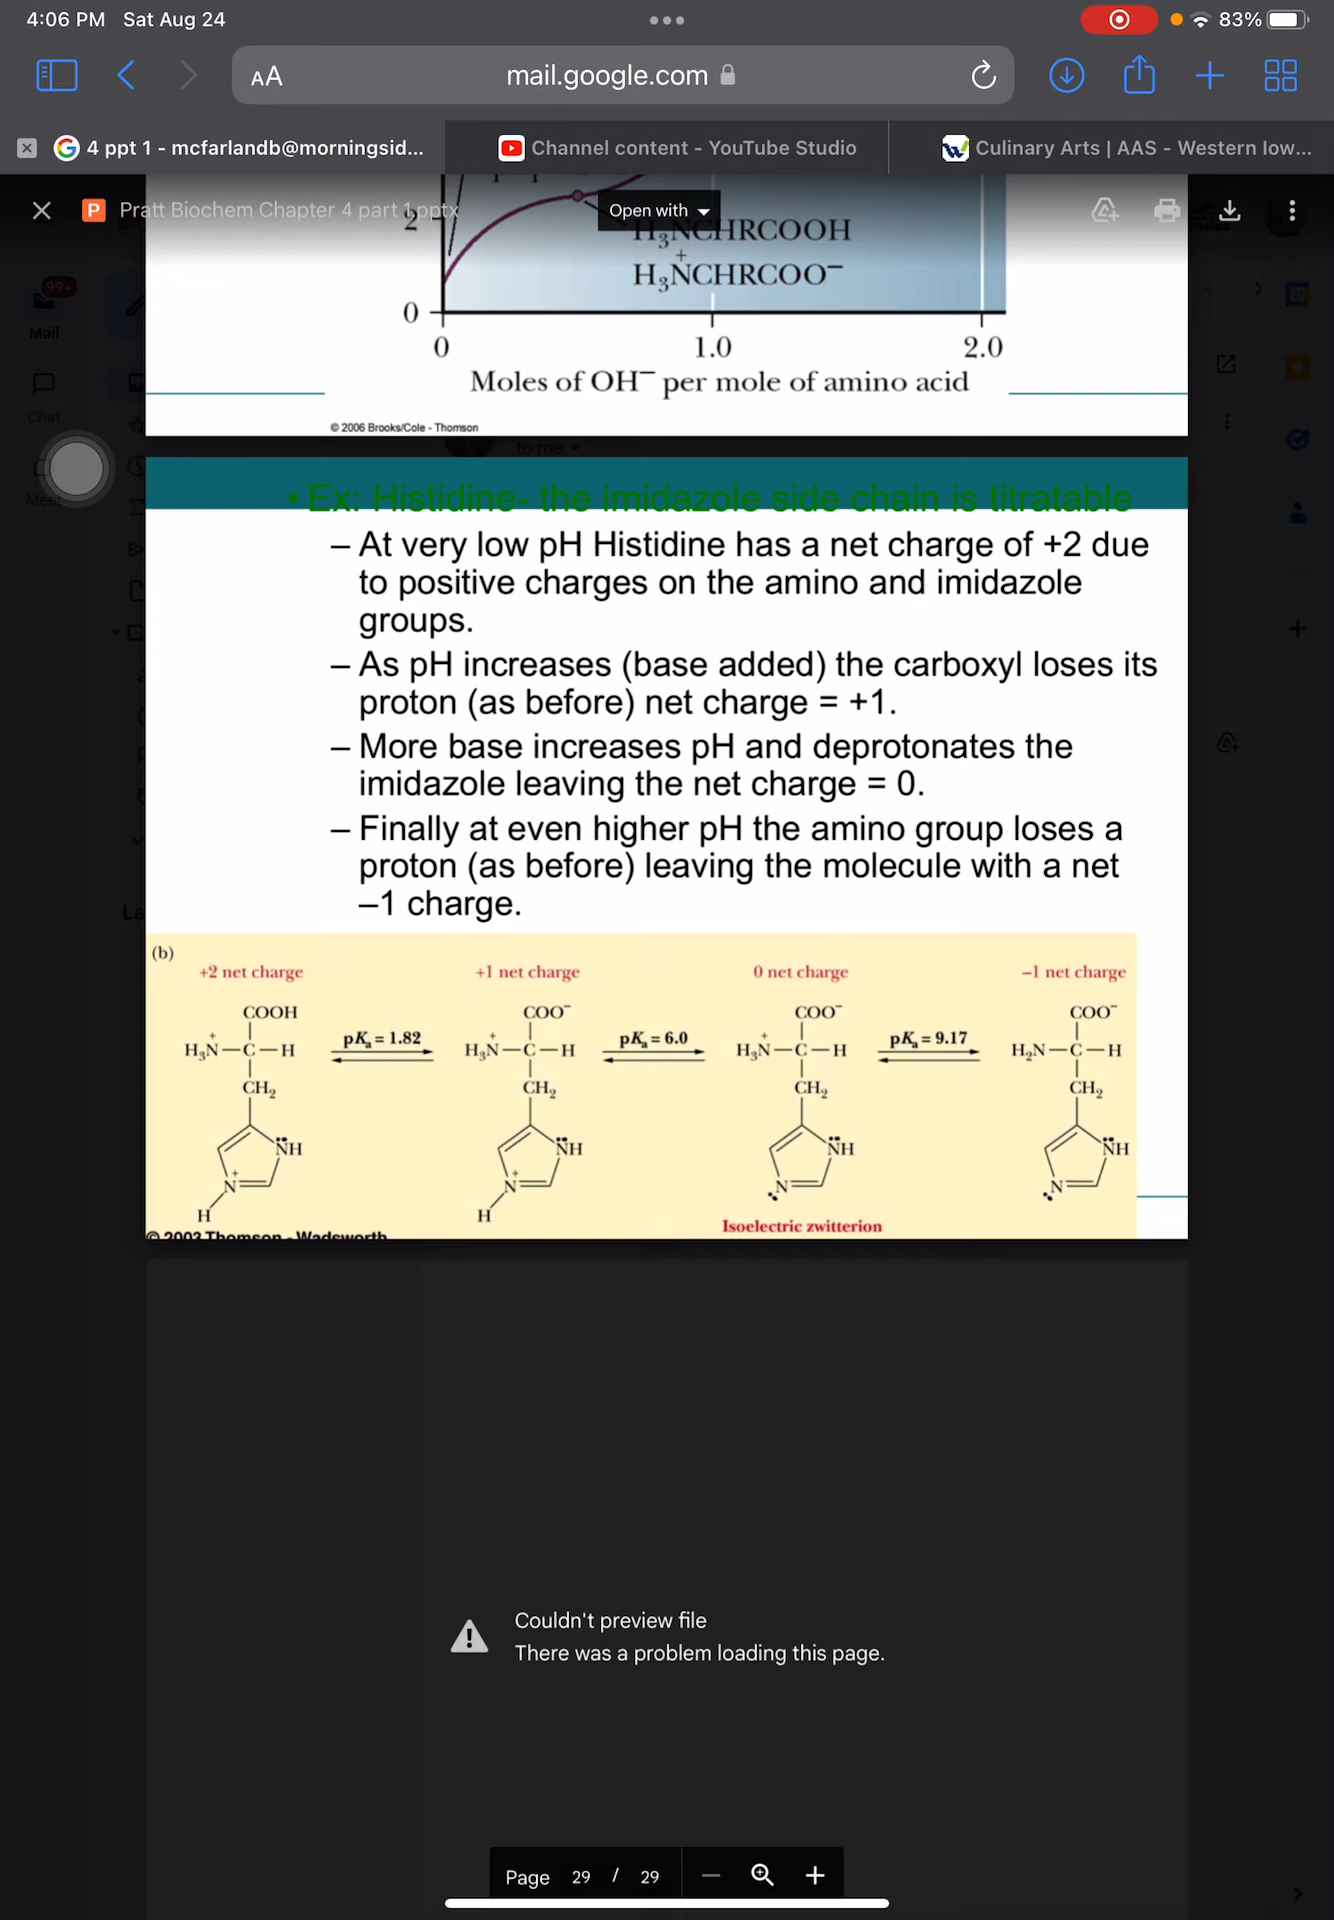 4:06 PM Sat Aug 24
83%
AA
mail.google.com
4 ppt 1 - mcfarlandb@morningsid...
Channel content - YouTube Studio
Culinary Arts | AAS - Western Iow...
Pratt Biochem Chapter 4 part 1.pptx
Open with
99+
Mail
Chat
Meet
to me
2
H₃NCHRCOOH
+
H₃NCHRCOO⁻
0
0 1.0 2.0
Moles of OH⁻ per mole of amino acid
© 2006 Brooks/Cole - Thomson
• Ex: Histidine- the imidazole side chain is titratable
– At very low pH Histidine has a net charge of +2 due
to positive charges on the amino and imidazole
groups.
– As pH increases (base added) the carboxyl loses its
proton (as before) net charge = +1.
– More base increases pH and deprotonates the
imidazole leaving the net charge = 0.
– Finally at even higher pH the amino group loses a
proton (as before) leaving the molecule with a net
–1 charge.
La
(b)
+2 net charge +1 net charge 0 net charge –1 net charge
COOH COO⁻ COO⁻ COO⁻
pKₐ = 1.82 pKₐ = 6.0 pKₐ = 9.17
H₃N⁺—C—H H₃N⁺—C—H H₃N⁺—C—H H₂N—C—H
CH₂ CH₂ CH₂ CH₂
NH NH NH NH
N⁺ N⁺ N N
H H
Isoelectric zwitterion
© 2003 Thomson - Wadsworth
Couldn't preview file
There was a problem loading this page.
Page 29 / 29